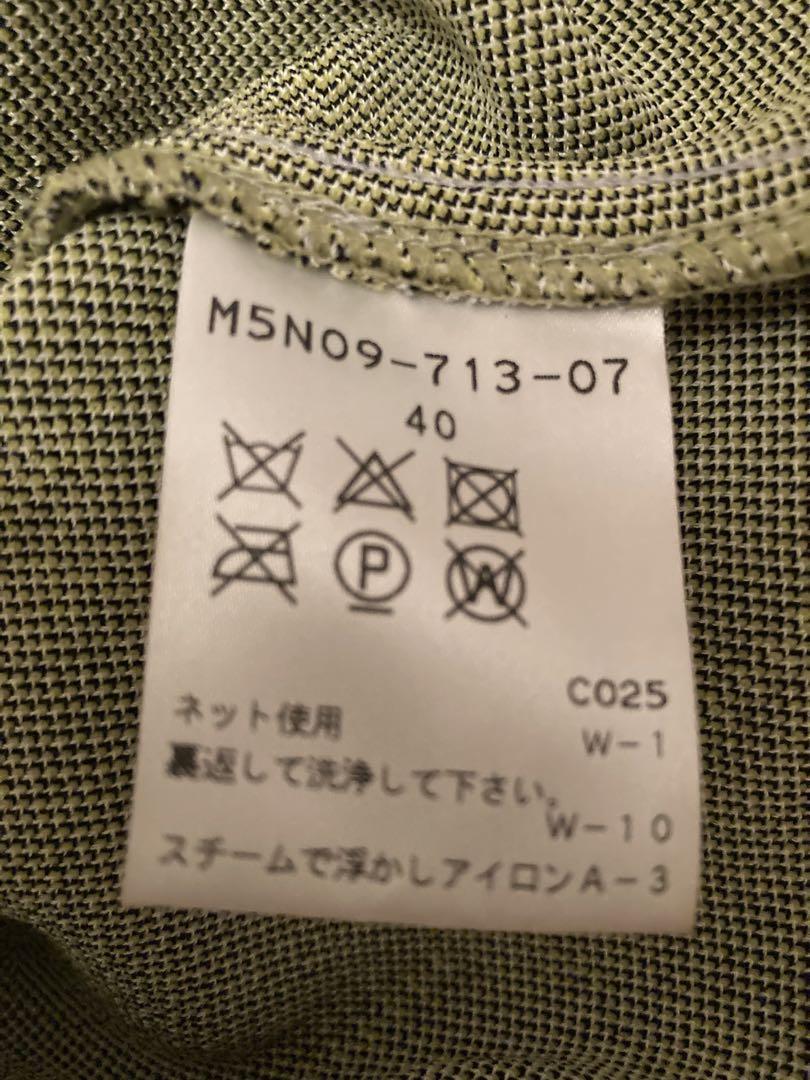 M5N09-713-07
40
P W
C025
ネット使用
W-1
裏返して洗浄して下さい。
W-10
スチームで浮かしアイロンA-3